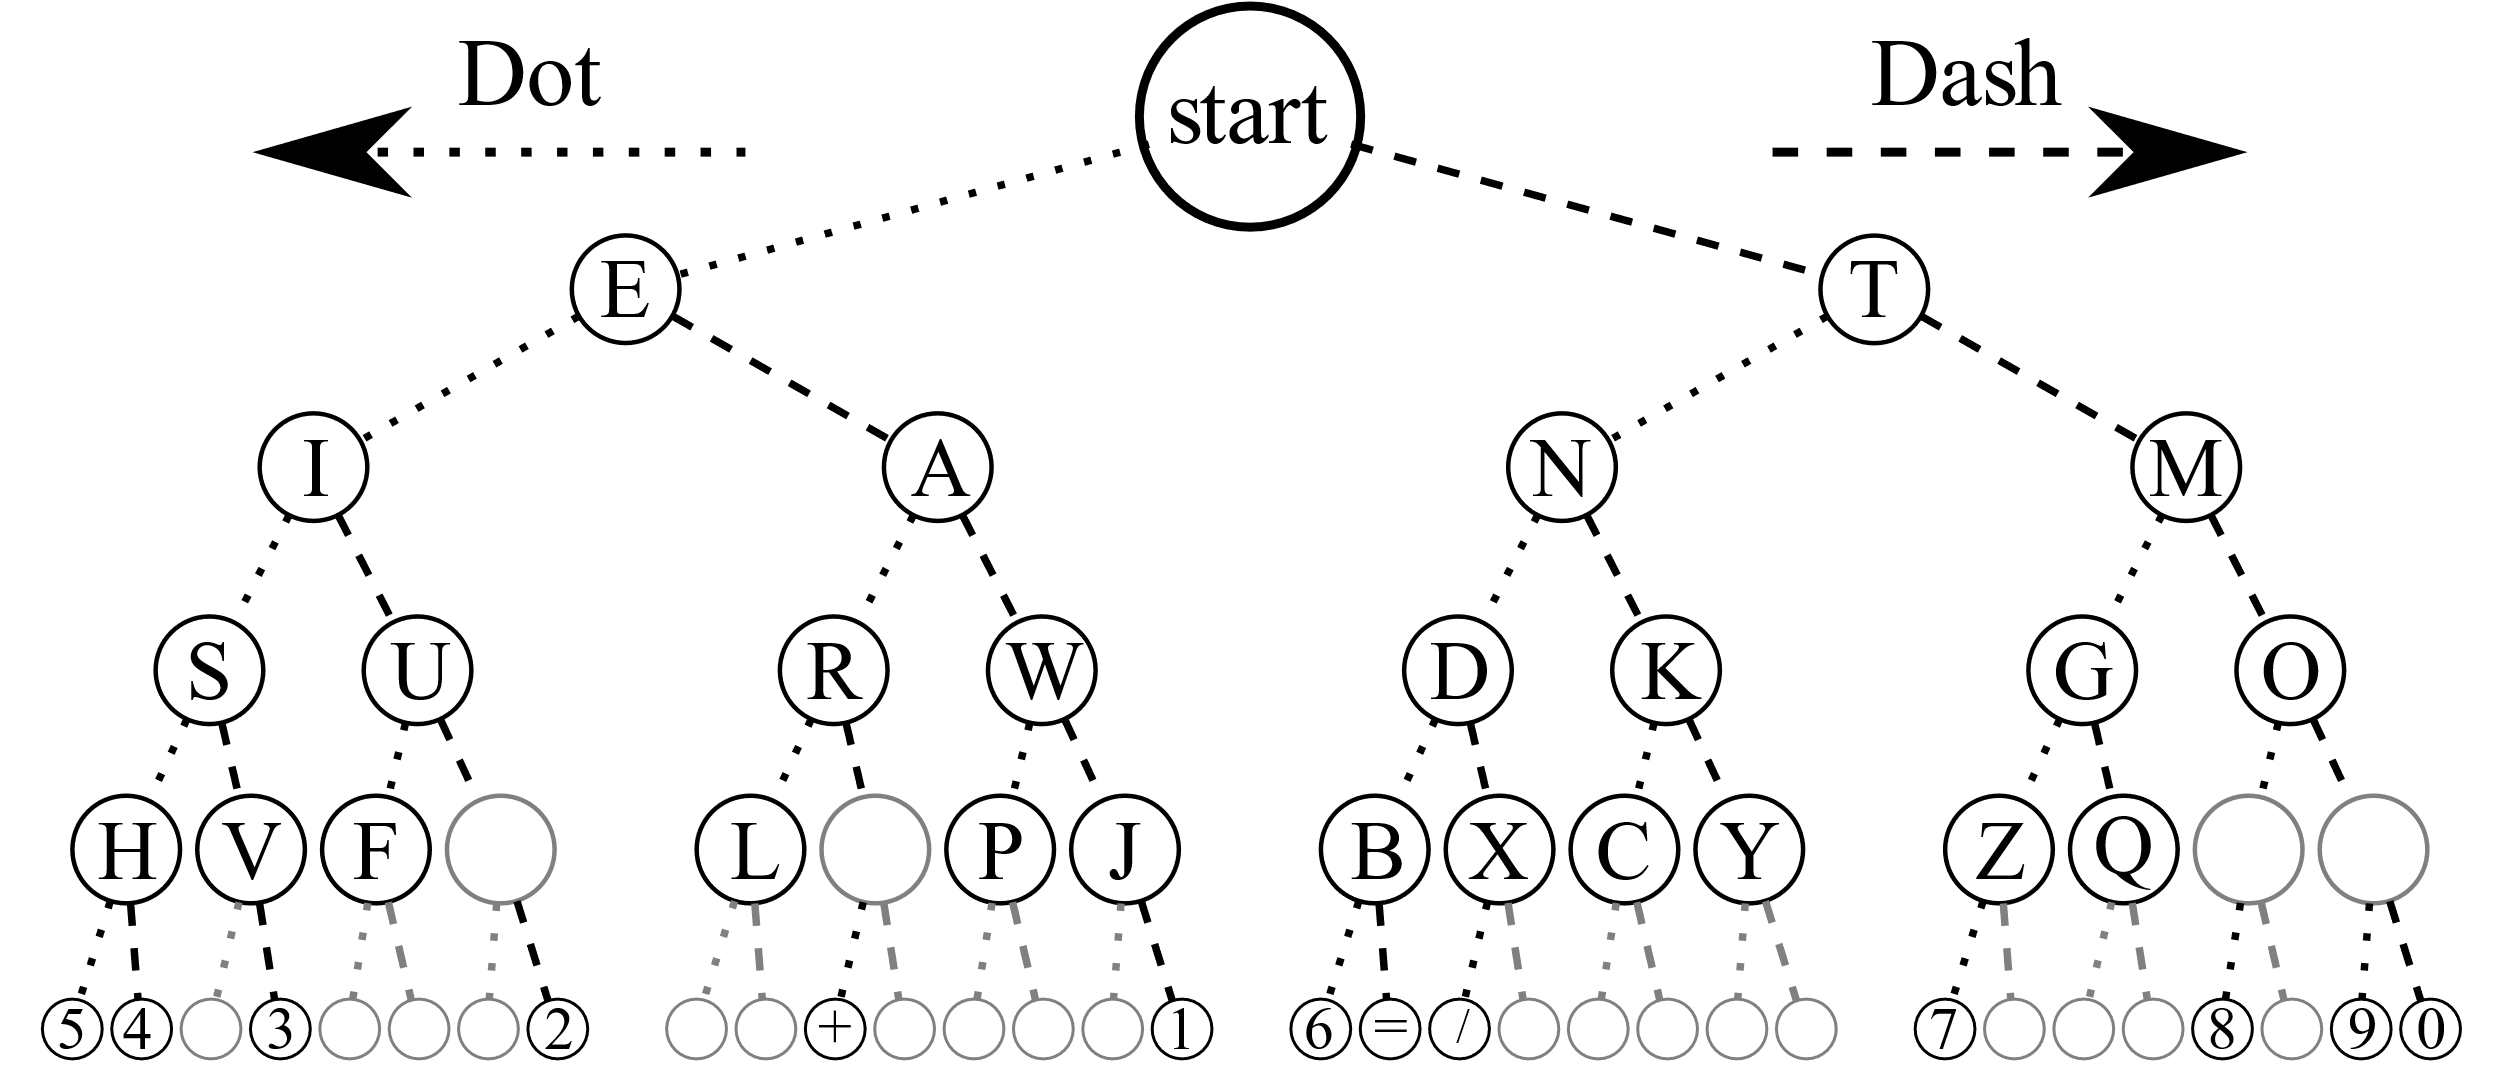 Dot start Dash
E T
I A N M
S U R W D K G O
H V F L P J B X C Y Z Q
5 4 3 2 + 1 6 = / 7 8 9 0